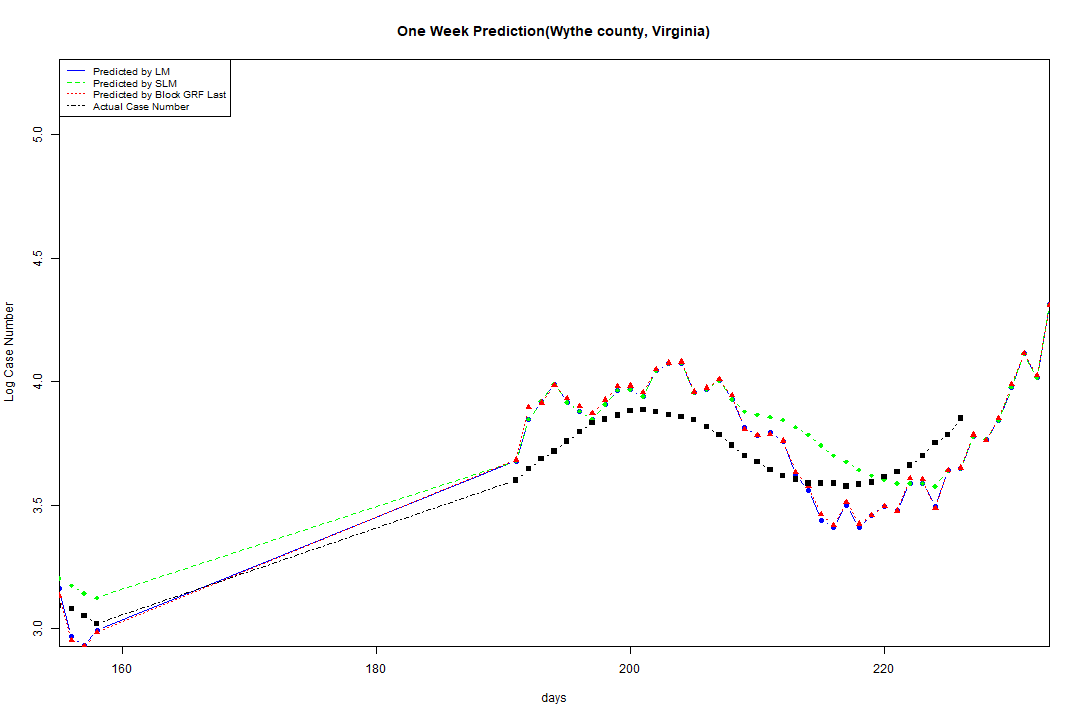 One Week Prediction(Wythe county, Virginia)
Predicted by LM
Predicted by SLM
Predicted by Block GRF Last
Actual Case Number
5.0
4.5
4.0
3.5
3.0
Log Case Number
160 180 200 220
days